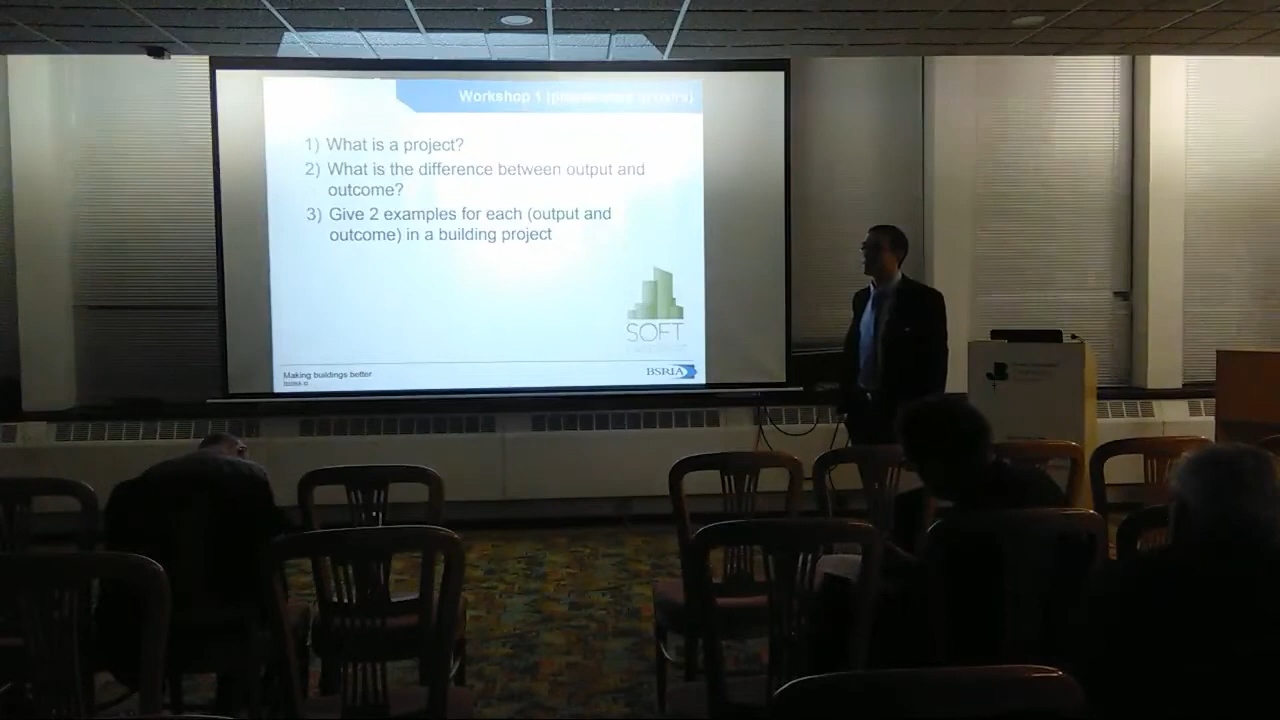 Workshop 1
1) What is a project?
2) What is the difference between output and
outcome?
3) Give 2 examples for each (output and
outcome) in a building project
SOFT
Making buildings better
BSRIA